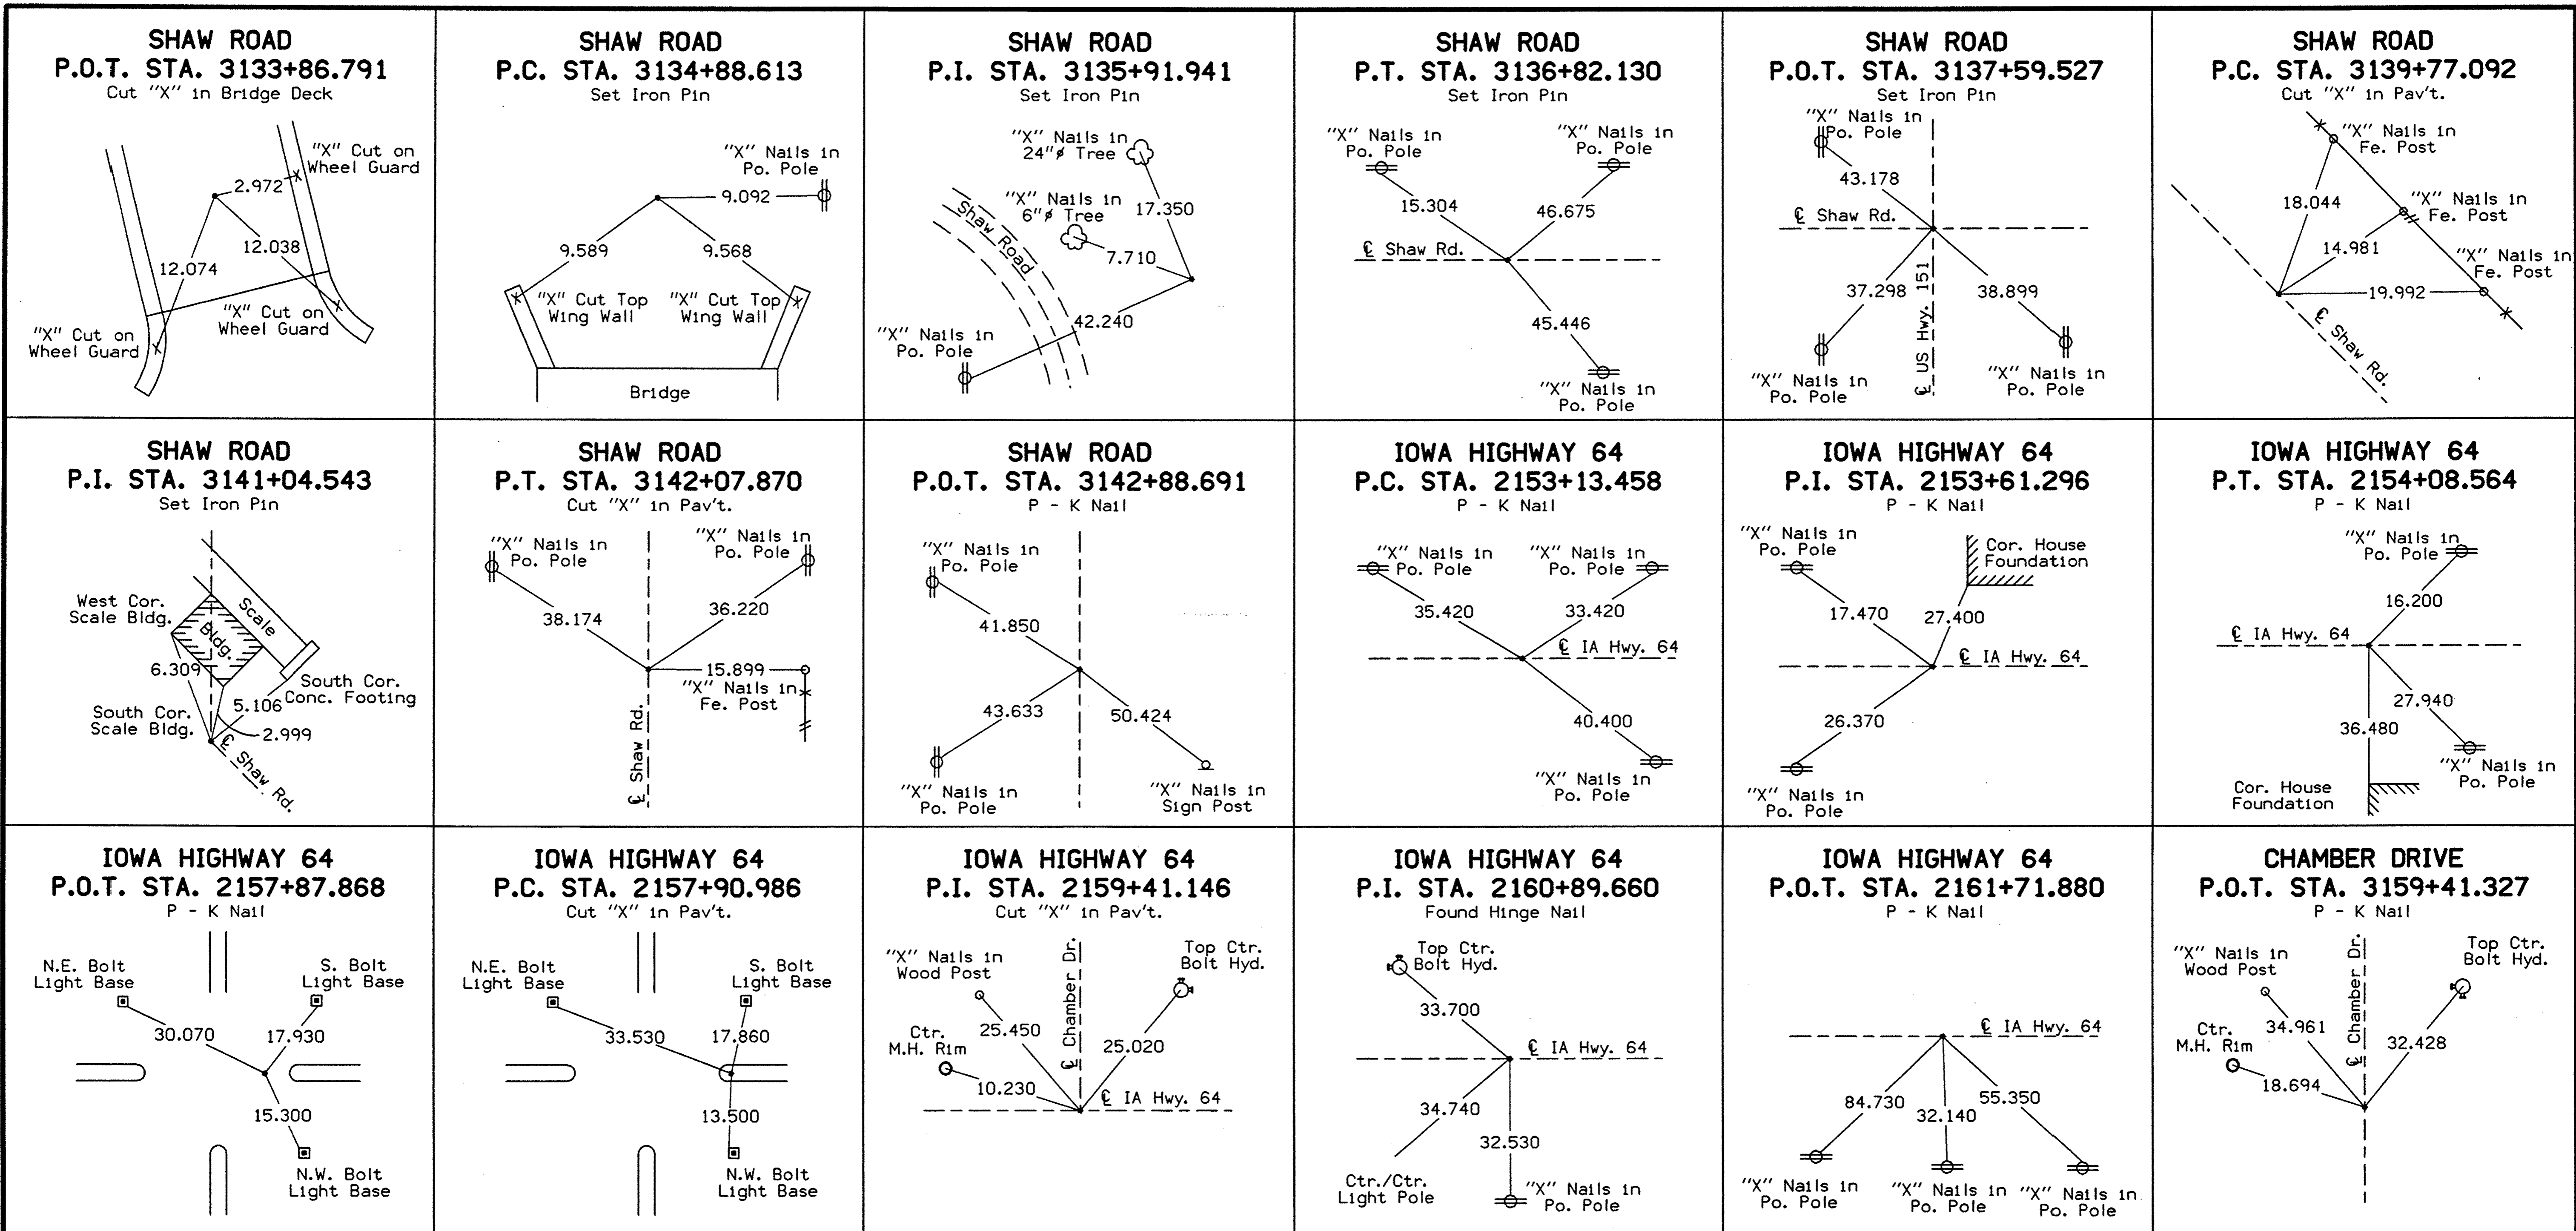 SHAW ROAD
P.O.T. STA. 3133+86.791
Cut "X" in Bridge Deck
"X" Cut on
Wheel Guard
2.972
12.038
12.074
"X" Cut on
Wheel Guard
"X" Cut on
Wheel Guard
SHAW ROAD
P.C. STA. 3134+88.613
Set Iron Pin
"X" Nails in
Po. Pole
9.092
9.589
9.568
"X" Cut Top
Wing Wall
"X" Cut Top
Wing Wall
Bridge
SHAW ROAD
P.I. STA. 3135+91.941
Set Iron Pin
"X" Nails in
24"ø Tree
"X" Nails in
6"ø Tree
17.350
Shaw Road
7.710
42.240
"X" Nails in
Po. Pole
SHAW ROAD
P.T. STA. 3136+82.130
Set Iron Pin
"X" Nails in
Po. Pole
"X" Nails in
Po. Pole
15.304
46.675
℄ Shaw Rd.
45.446
"X" Nails in
Po. Pole
SHAW ROAD
P.O.T. STA. 3137+59.527
Set Iron Pin
"X" Nails in
Po. Pole
43.178
℄ Shaw Rd.
37.298
℄ US Hwy. 151
38.899
"X" Nails in
Po. Pole
"X" Nails in
Po. Pole
SHAW ROAD
P.C. STA. 3139+77.092
Cut "X" in Pav't.
"X" Nails in
Fe. Post
18.044
"X" Nails in
Fe. Post
14.981
"X" Nails in
Fe. Post
19.992
℄ Shaw Rd.
SHAW ROAD
P.I. STA. 3141+04.543
Set Iron Pin
West Cor.
Scale Bldg.
Scale
Bldg.
6.309
South Cor.
Conc. Footing
5.106
South Cor.
Scale Bldg.
2.999
℄ Shaw Rd.
SHAW ROAD
P.T. STA. 3142+07.870
Cut "X" in Pav't.
"X" Nails in
Po. Pole
"X" Nails in
Po. Pole
38.174
36.220
15.899
"X" Nails in
Fe. Post
℄ Shaw Rd.
SHAW ROAD
P.O.T. STA. 3142+88.691
P - K Nail
"X" Nails in
Po. Pole
41.850
43.633
50.424
"X" Nails in
Po. Pole
"X" Nails in
Sign Post
IOWA HIGHWAY 64
P.C. STA. 2153+13.458
P - K Nail
"X" Nails in
Po. Pole
"X" Nails in
Po. Pole
35.420
33.420
℄ IA Hwy. 64
40.400
"X" Nails in
Po. Pole
IOWA HIGHWAY 64
P.I. STA. 2153+61.296
P - K Nail
"X" Nails in
Po. Pole
Cor. House
Foundation
17.470
27.400
℄ IA Hwy. 64
26.370
"X" Nails in
Po. Pole
IOWA HIGHWAY 64
P.T. STA. 2154+08.564
P - K Nail
"X" Nails in
Po. Pole
16.200
℄ IA Hwy. 64
27.940
36.480
"X" Nails in
Po. Pole
Cor. House
Foundation
IOWA HIGHWAY 64
P.O.T. STA. 2157+87.868
P - K Nail
N.E. Bolt
Light Base
S. Bolt
Light Base
30.070
17.930
15.300
N.W. Bolt
Light Base
IOWA HIGHWAY 64
P.C. STA. 2157+90.986
Cut "X" in Pav't.
N.E. Bolt
Light Base
S. Bolt
Light Base
33.530
17.860
13.500
N.W. Bolt
Light Base
IOWA HIGHWAY 64
P.I. STA. 2159+41.146
Cut "X" in Pav't.
"X" Nails in
Wood Post
℄ Chamber Dr.
Top Ctr.
Bolt Hyd.
25.450
Ctr.
M.H. Rim
25.020
10.230
℄ IA Hwy. 64
IOWA HIGHWAY 64
P.I. STA. 2160+89.660
Found Hinge Nail
Top Ctr.
Bolt Hyd.
33.700
℄ IA Hwy. 64
34.740
32.530
Ctr./Ctr.
Light Pole
"X" Nails in
Po. Pole
IOWA HIGHWAY 64
P.O.T. STA. 2161+71.880
P - K Nail
℄ IA Hwy. 64
84.730
32.140
55.350
"X" Nails in
Po. Pole
"X" Nails in
Po. Pole
"X" Nails in
Po. Pole
CHAMBER DRIVE
P.O.T. STA. 3159+41.327
P - K Nail
"X" Nails in
Wood Post
℄ Chamber Dr.
Top Ctr.
Bolt Hyd.
34.961
Ctr.
M.H. Rim
32.428
18.694